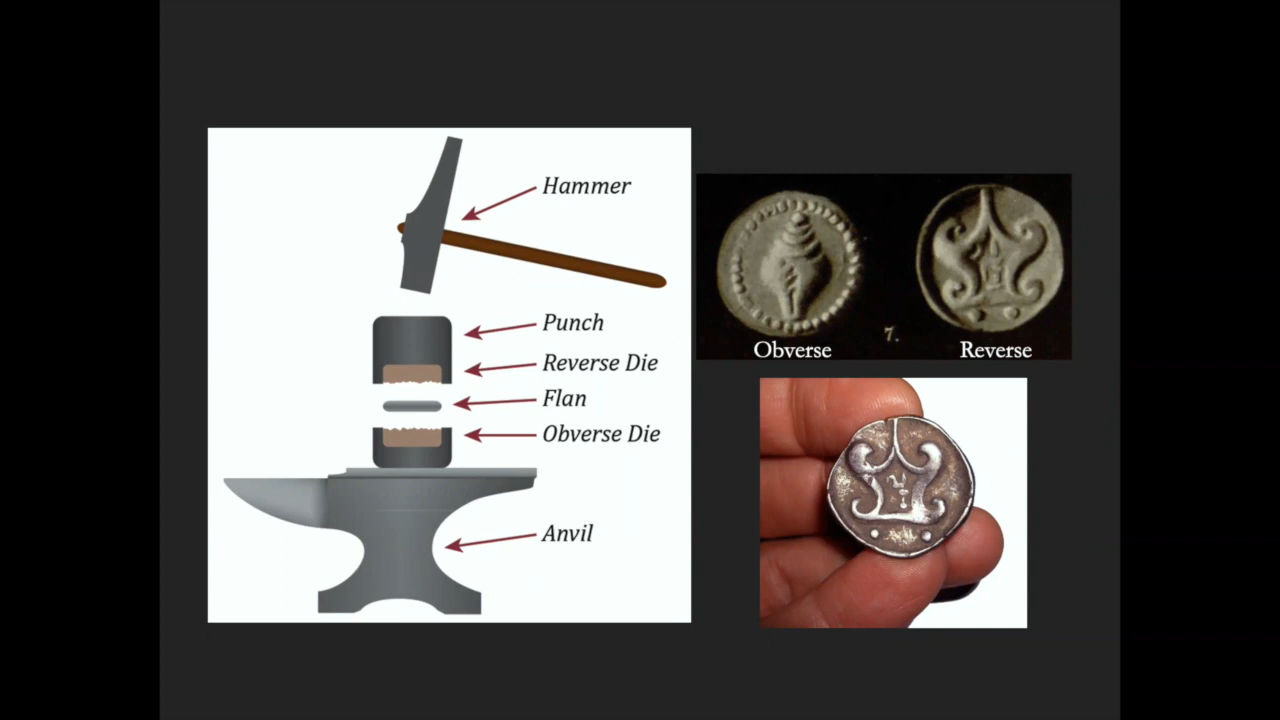 Hammer
Punch
Reverse Die
Flan
Obverse Die
Anvil
7.
Obverse
Reverse